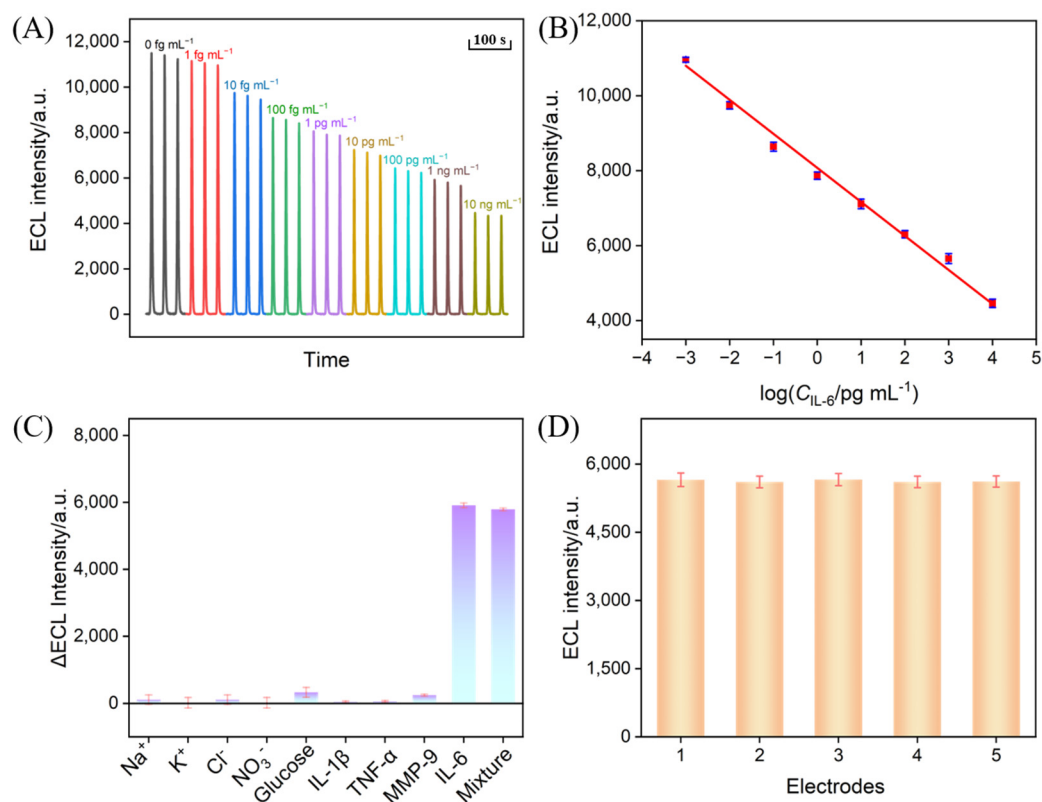 (A)
12,000
10,000
8,000
6,000
4,000
2,000
0
ECL intensity/a.u.
Time
100 s
0 fg mL⁻¹
1 fg mL⁻¹
10 fg mL⁻¹
100 fg mL⁻¹
1 pg mL⁻¹
10 pg mL⁻¹
100 pg mL⁻¹
1 ng mL⁻¹
10 ng mL⁻¹
(B)
12,000
10,000
8,000
6,000
4,000
ECL intensity/a.u.
−4 −3 −2 −1 0 1 2 3 4 5
log(C_IL-6/pg mL⁻¹)
(C)
8,000
6,000
4,000
2,000
0
ΔECL Intensity/a.u.
Na⁺ K⁺ Cl⁻ NO₃⁻ Glucose IL-1β TNF-α MMP-9 IL-6 Mixture
(D)
6,000
4,500
3,000
1,500
0
ECL intensity/a.u.
1 2 3 4 5
Electrodes